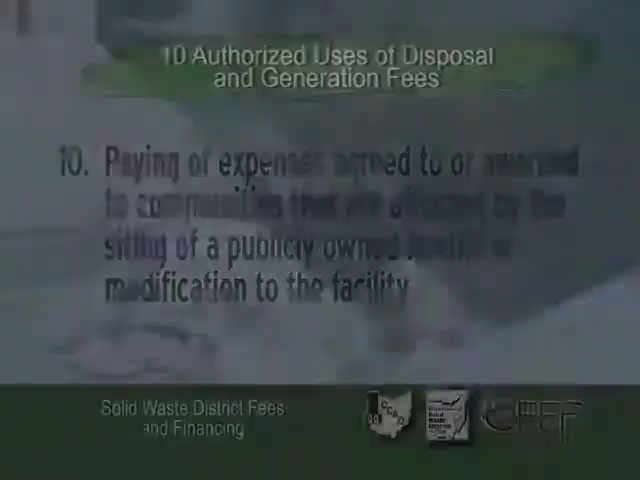 10 Authorized Uses of Disposal
and Generation Fees
10. Paying of expenses agreed to or awarded
to communities that are affected by the
siting of a publicly owned facility or
modification to the facility
Solid Waste District Fees
and Financing